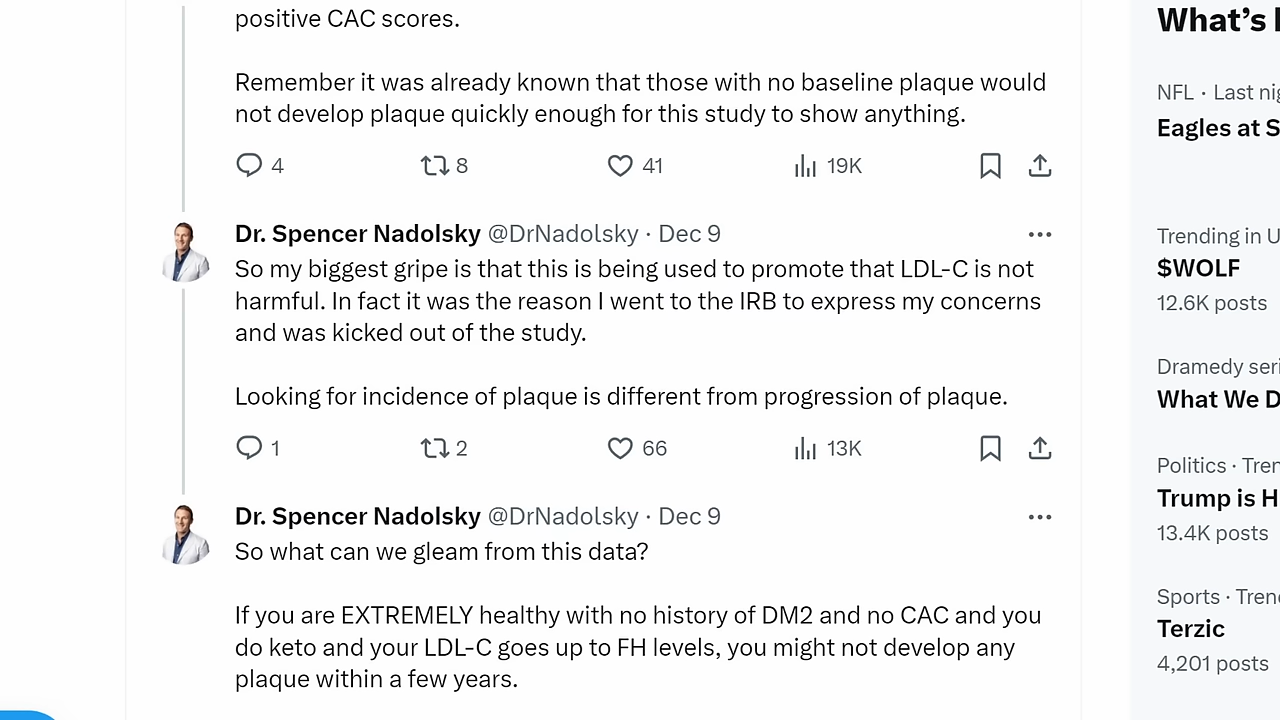 positive CAC scores.
Remember it was already known that those with no baseline plaque would
not develop plaque quickly enough for this study to show anything.
4 8 41 19K
Dr. Spencer Nadolsky @DrNadolsky · Dec 9
So my biggest gripe is that this is being used to promote that LDL-C is not
harmful. In fact it was the reason I went to the IRB to express my concerns
and was kicked out of the study.
Looking for incidence of plaque is different from progression of plaque.
1 2 66 13K
Dr. Spencer Nadolsky @DrNadolsky · Dec 9
So what can we gleam from this data?
If you are EXTREMELY healthy with no history of DM2 and no CAC and you
do keto and your LDL-C goes up to FH levels, you might not develop any
plaque within a few years.
What's
NFL · Last
Eagles at
Trending in
$WOLF
12.6K posts
Dramedy
What We
Politics ·
Trump is
13.4K posts
Sports ·
Terzic
4,201 posts